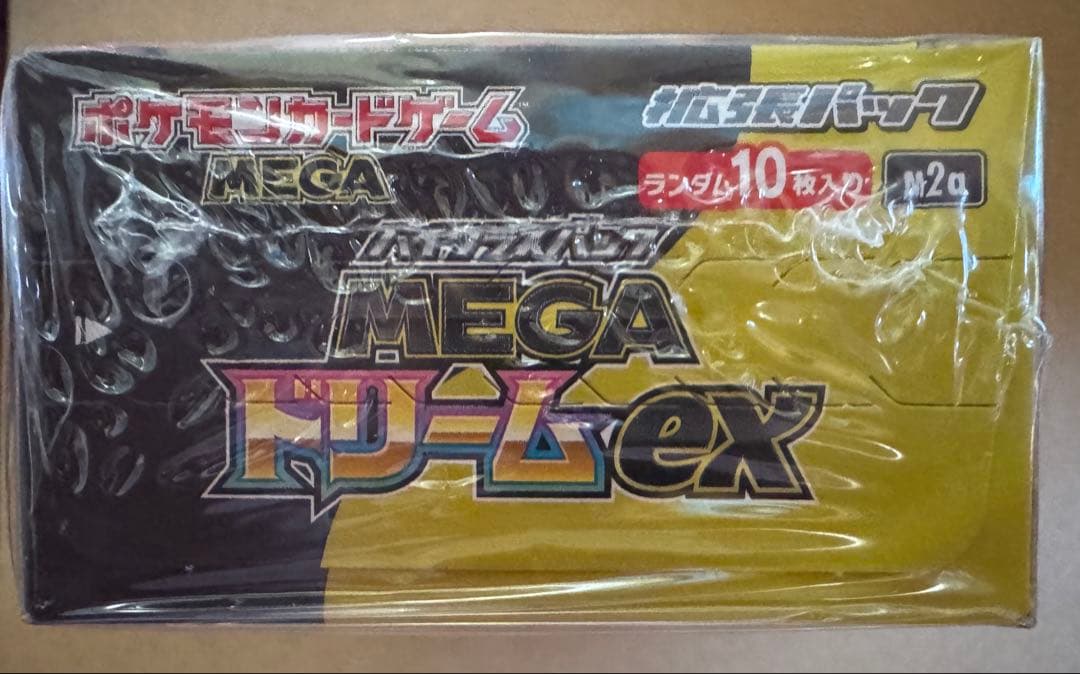 ポケモンカードゲーム™
MEGA
拡張パック
ランダム10枚入り
M2a
ハイクラスパック
MEGA
ドリームex